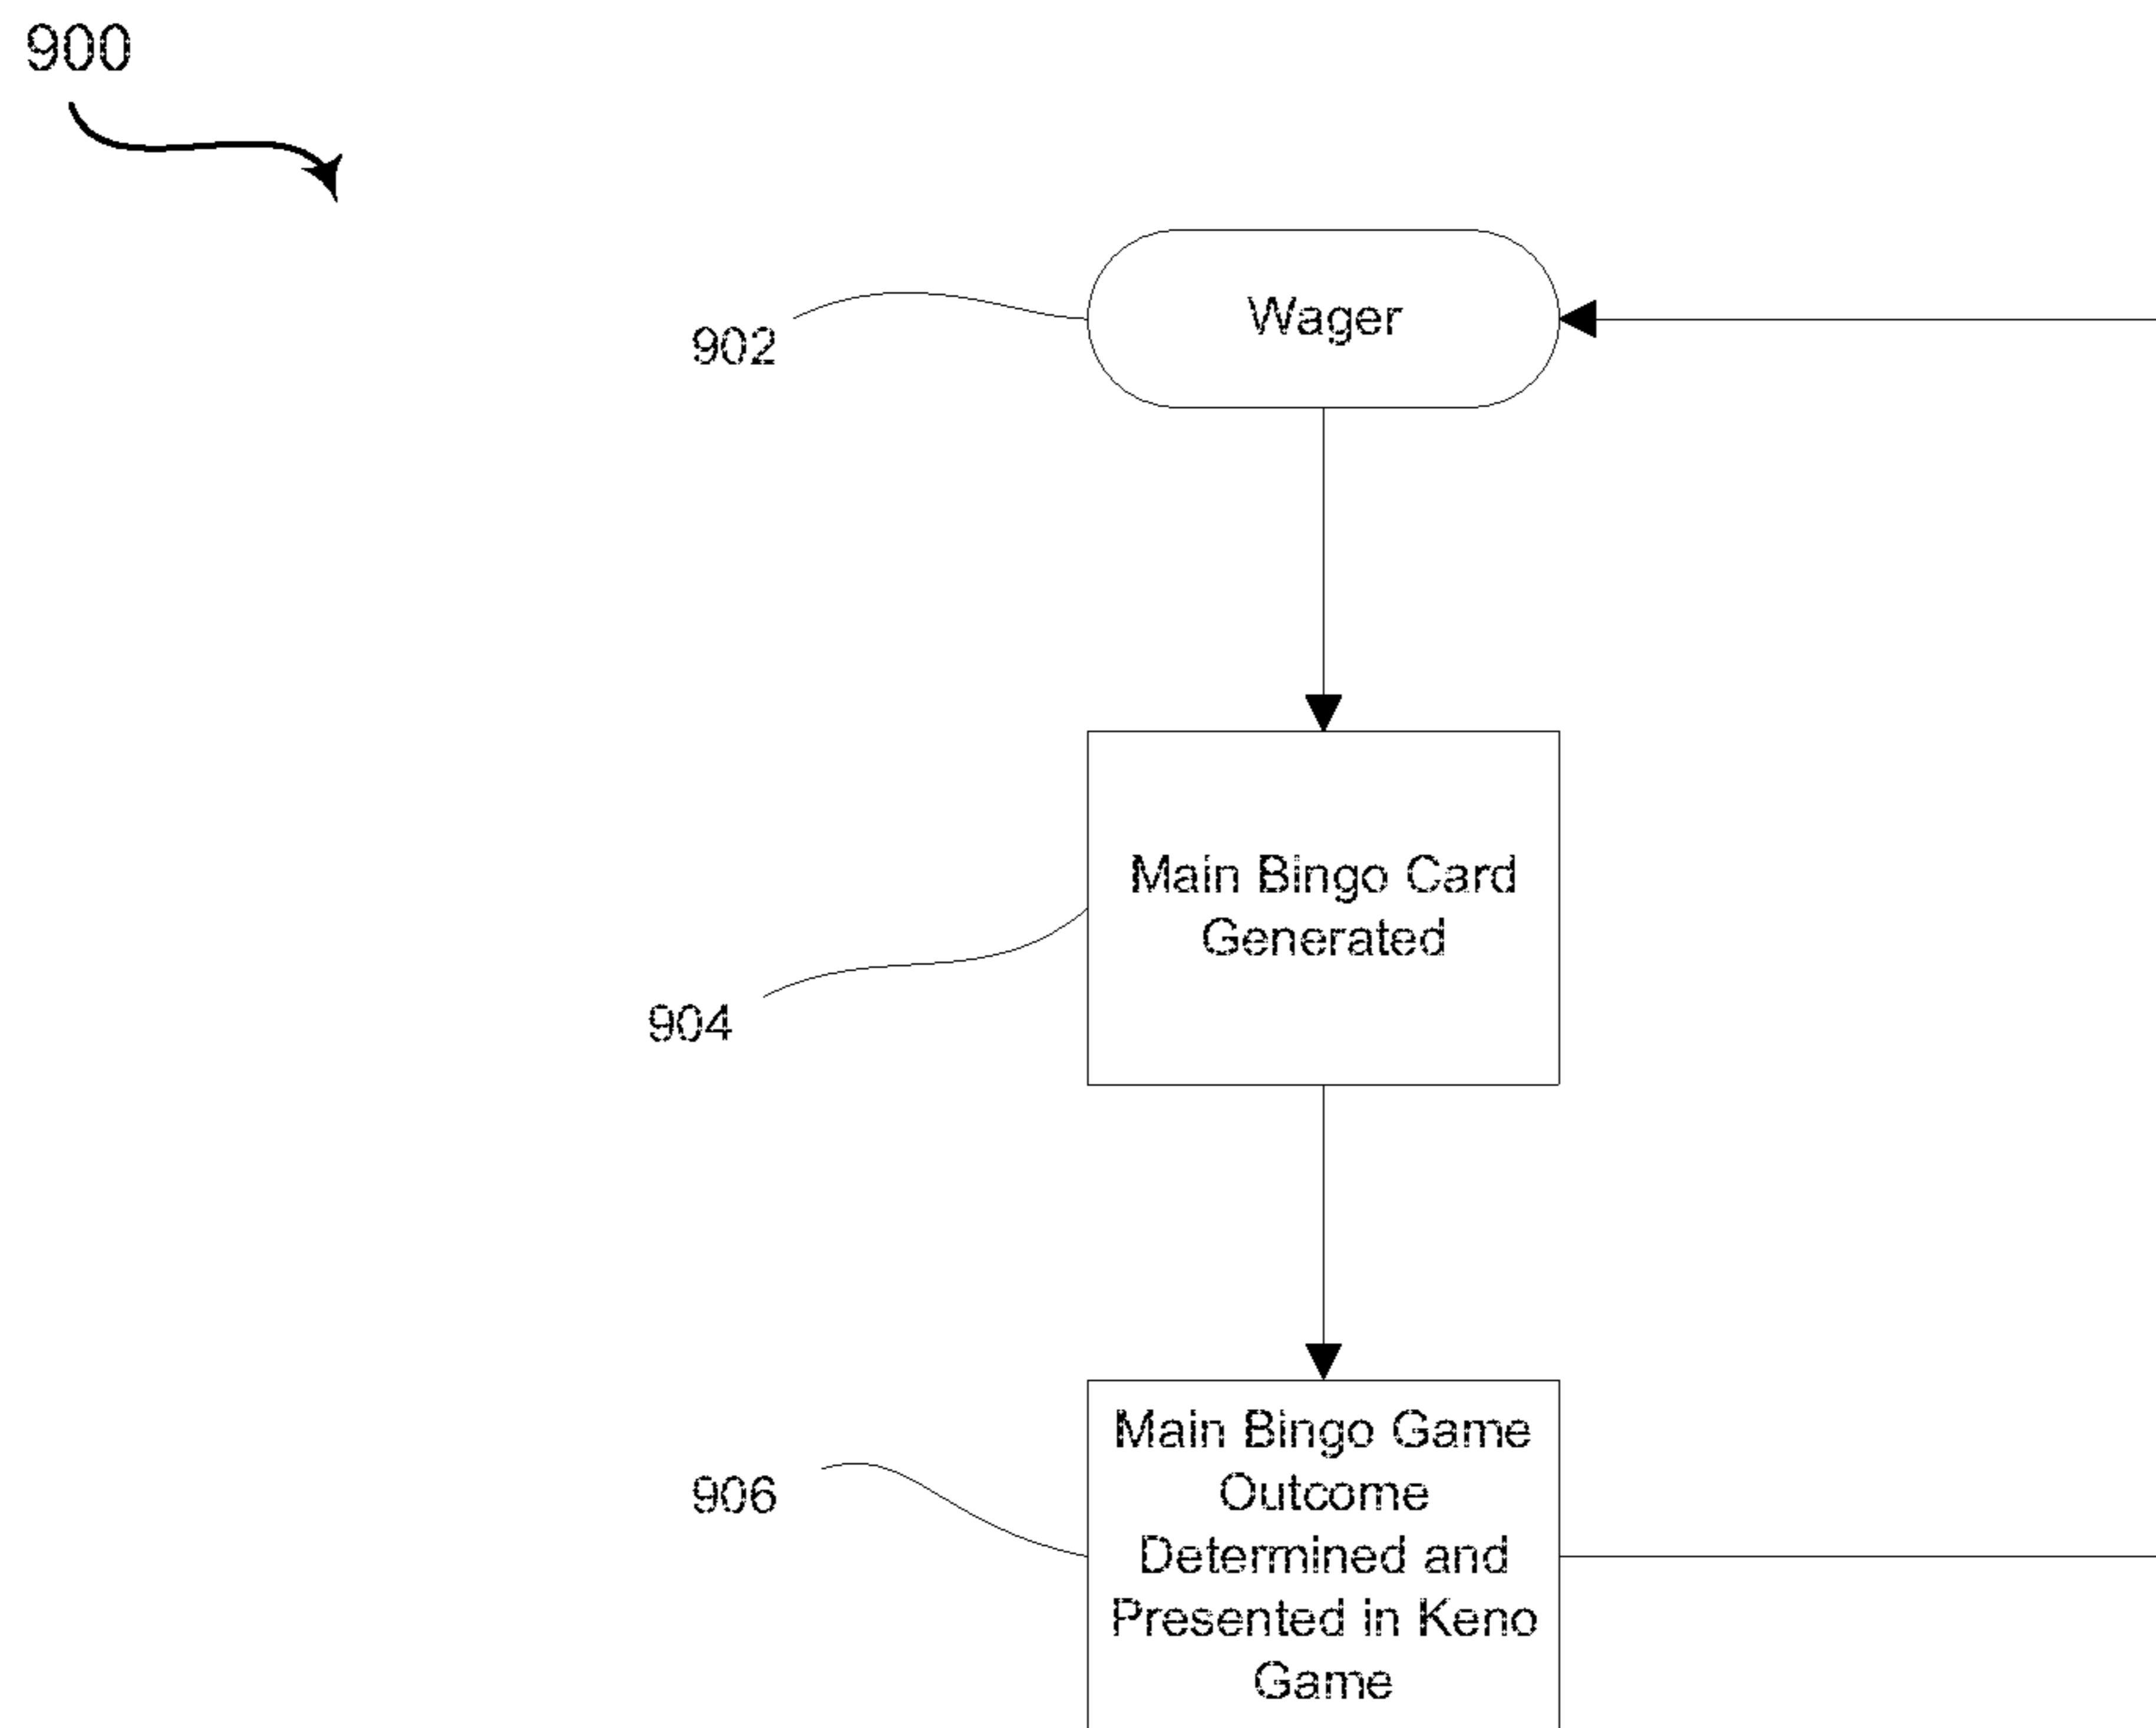 900
Wager
902
Main Bingo Card
Generated
904
Main Bingo Game
Outcome
Determined and
Presented in Keno
Game
906